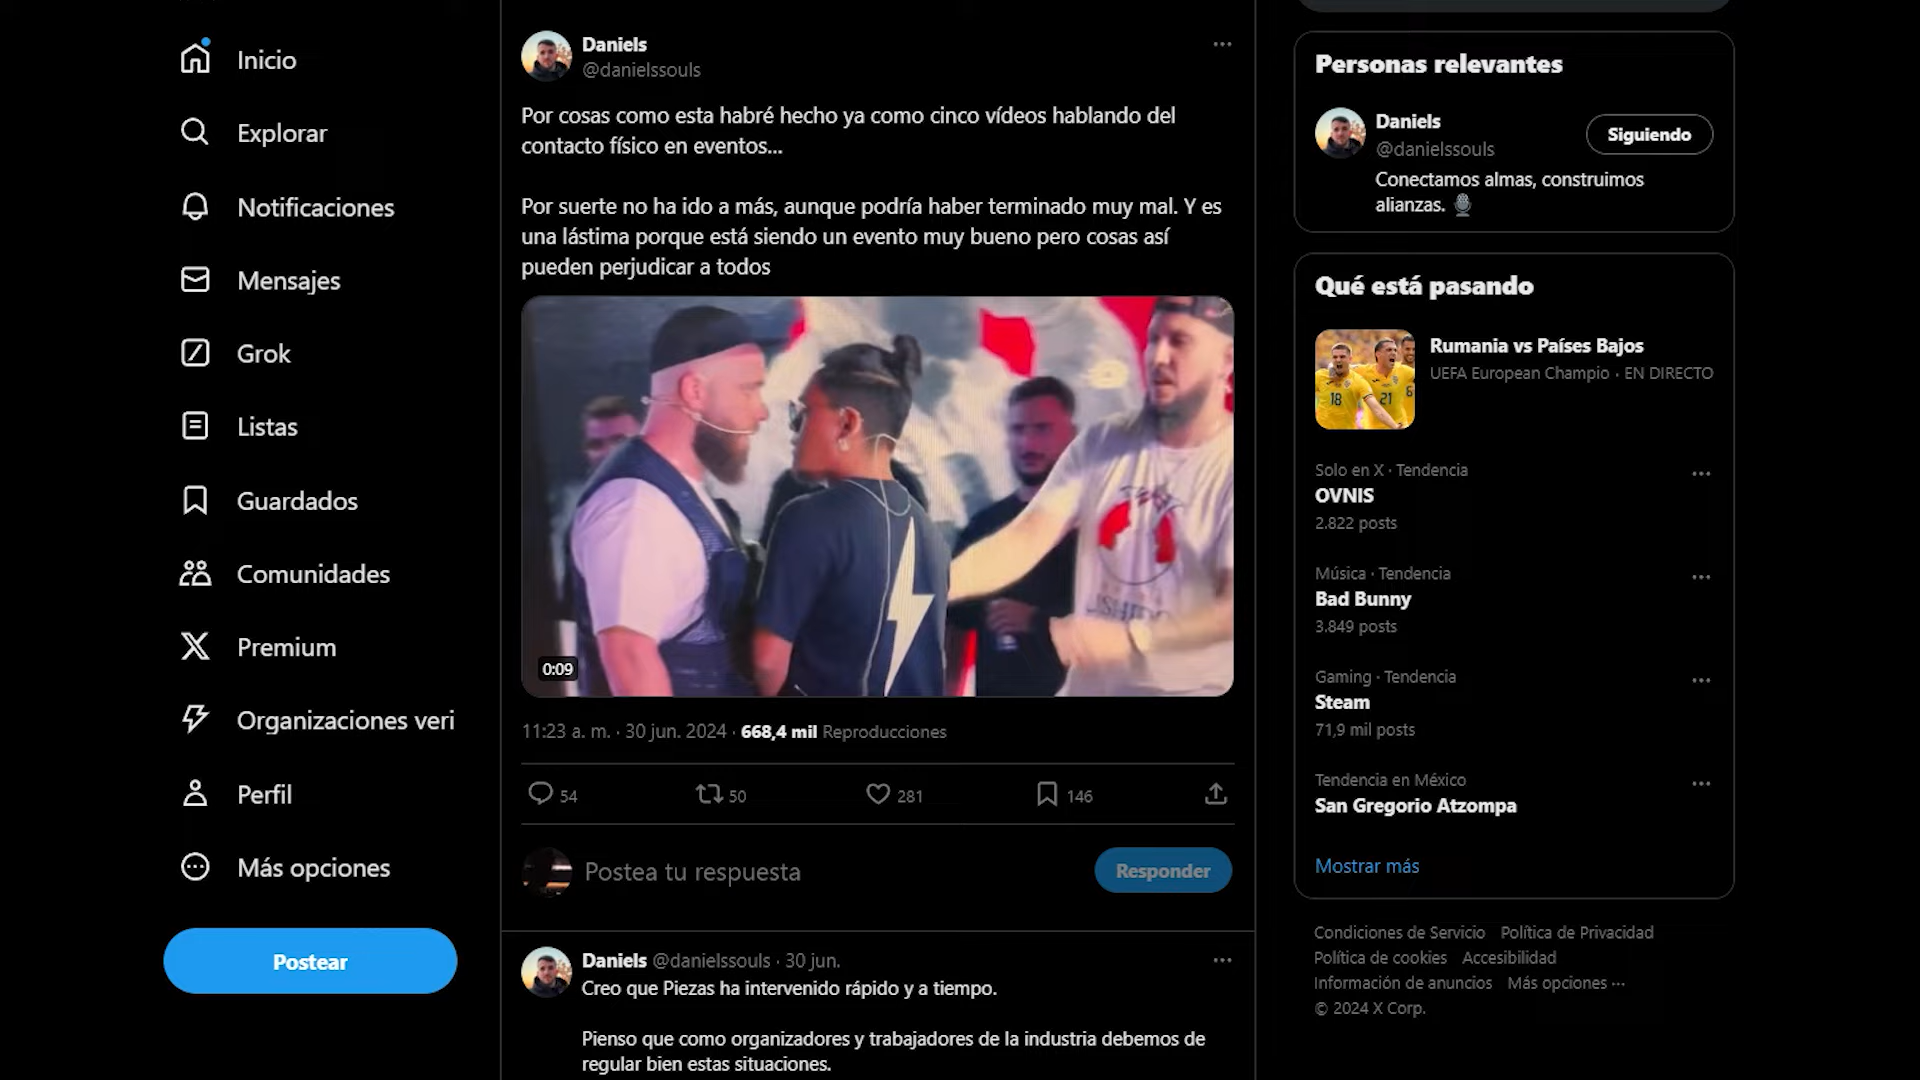 Inicio
Explorar
Notificaciones
Mensajes
Grok
Listas
Guardados
Comunidades
Premium
Organizaciones veri
Perfil
Más opciones
Postear
Daniels
@danielssouls
Por cosas como esta habré hecho ya como cinco vídeos hablando del
contacto físico en eventos...
Por suerte no ha ido a más, aunque podría haber terminado muy mal. Y es
una lástima porque está siendo un evento muy bueno pero cosas así
pueden perjudicar a todos
0:09
11:23 a. m. · 30 jun. 2024 · 668,4 mil Reproducciones
54
50
281
146
Postea tu respuesta
Responder
Daniels @danielssouls · 30 jun.
Creo que Piezas ha intervenido rápido y a tiempo.
Pienso que como organizadores y trabajadores de la industria debemos de
regular bien estas situaciones.
Personas relevantes
Daniels
@danielssouls
Siguiendo
Conectamos almas, construimos
alianzas.
Qué está pasando
Rumania vs Países Bajos
UEFA European Champio · EN DIRECTO
18
21
6
Solo en X · Tendencia
OVNIS
2.822 posts
Música · Tendencia
Bad Bunny
3.849 posts
Gaming · Tendencia
Steam
71,9 mil posts
Tendencia en México
San Gregorio Atzompa
Mostrar más
Condiciones de Servicio Política de Privacidad
Política de cookies Accesibilidad
Información de anuncios Más opciones ···
© 2024 X Corp.